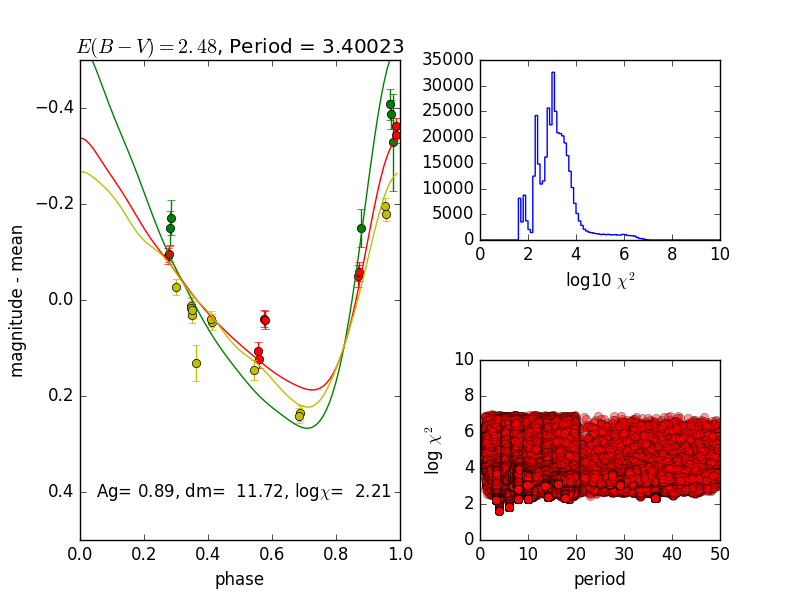 E(B−V)=2.48, Period = 3.40023
−0.4
−0.2
0.0
0.2
0.4
magnitude - mean
Ag= 0.89, dm= 11.72, logχ= 2.21
0.0 0.2 0.4 0.6 0.8 1.0
phase
35000
30000
25000
20000
15000
10000
5000
0
0 2 4 6 8 10
log10 χ²
10
8
6
4
2
0
log χ²
0 10 20 30 40 50
period